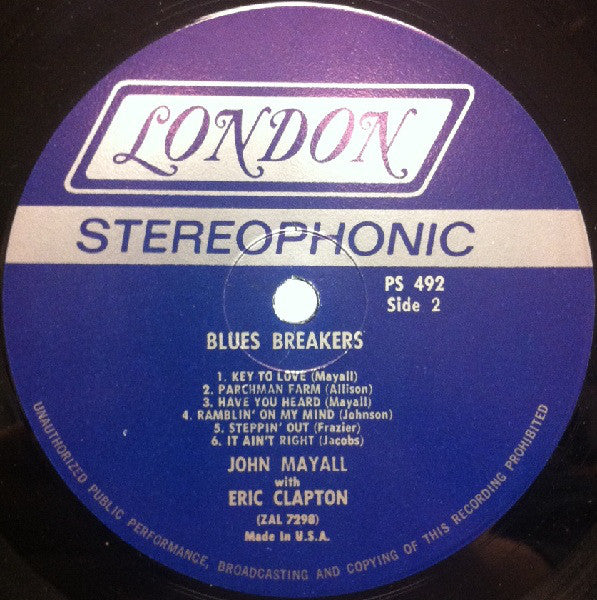 LONDON
STEREOPHONIC
PS 492
Side 2
BLUES BREAKERS
1. KEY TO LOVE (Mayall)
2. PARCHMAN FARM (Allison)
3. HAVE YOU HEARD (Mayall)
4. RAMBLIN' ON MY MIND (Johnson)
5. STEPPIN' OUT (Frazier)
6. IT AIN'T RIGHT (Jacobs)
JOHN MAYALL
with
ERIC CLAPTON
(ZAL 7298)
Made In U.S.A.
UNAUTHORIZED PUBLIC PERFORMANCE, BROADCASTING AND COPYING OF THIS RECORDING PROHIBITED